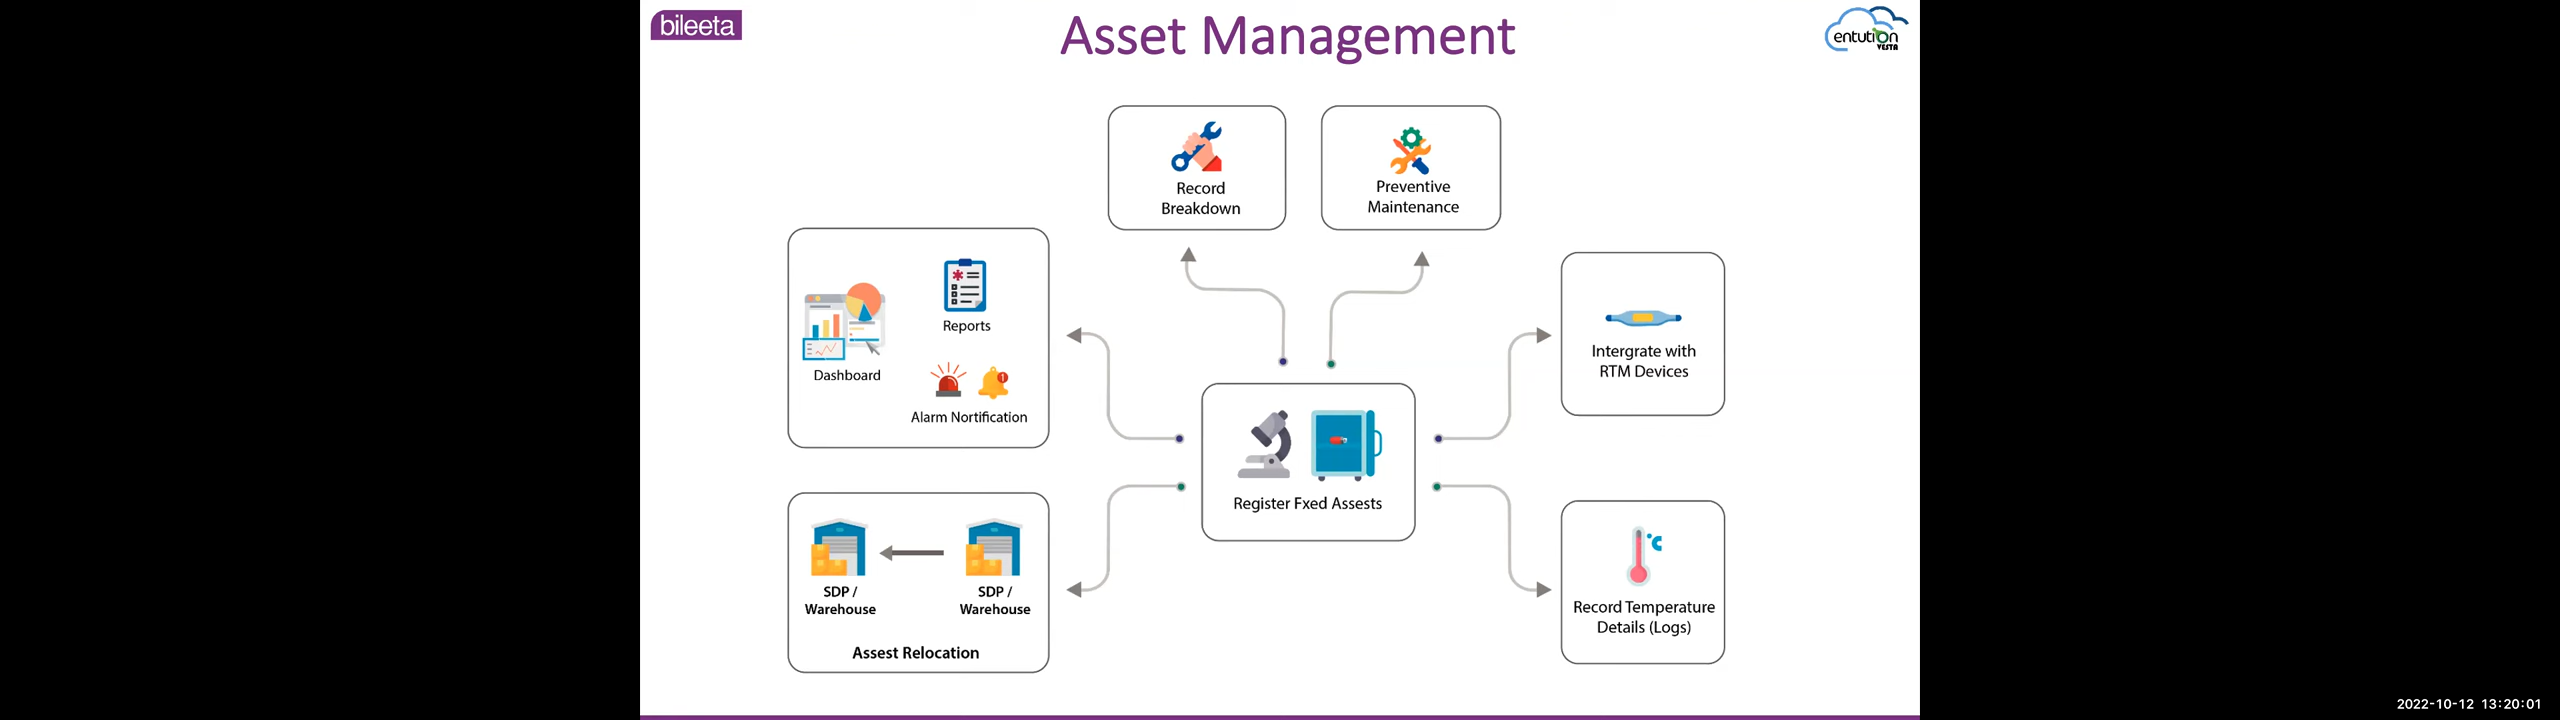 bileeta
Asset Management
entution
VESTA
Record
Breakdown
Preventive
Maintenance
Reports
Dashboard
1
Alarm Nortification
Intergrate with
RTM Devices
Register Fxed Assests
SDP /
Warehouse
SDP /
Warehouse
Assest Relocation
°C
Record Temperature
Details (Logs)
2022-10-12 13:20:01